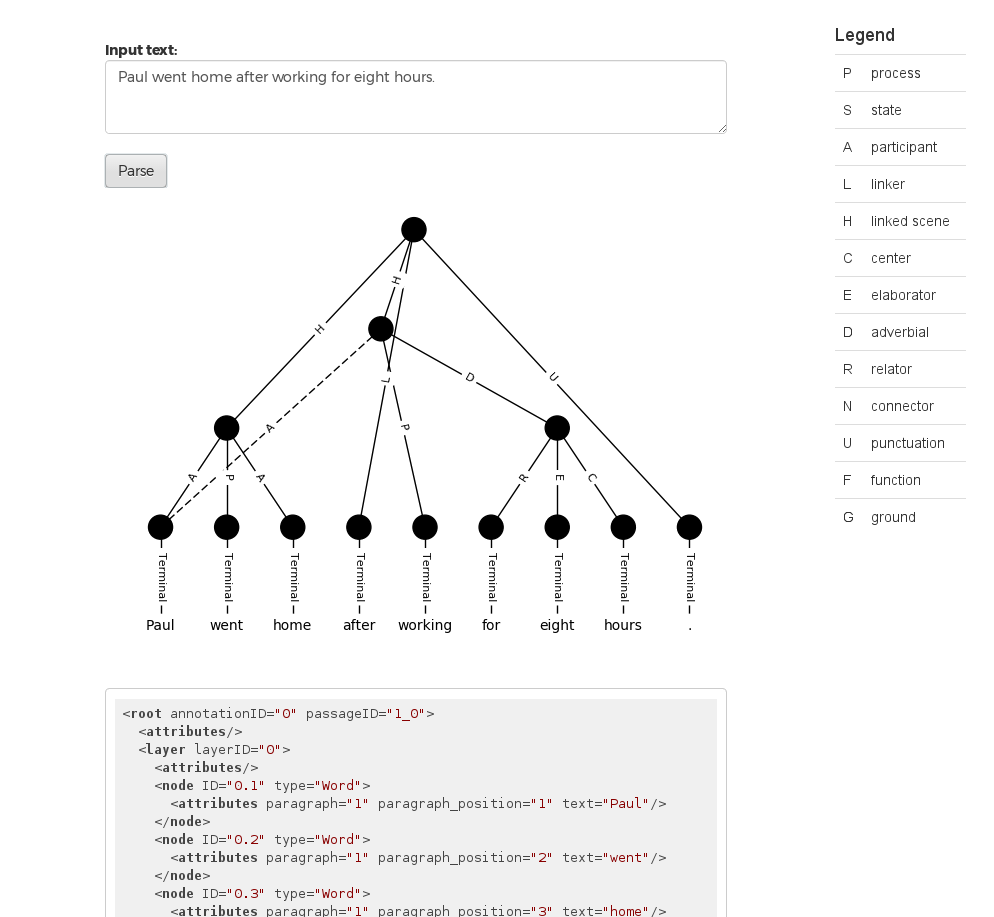 Input text:
Paul went home after working for eight hours.
Parse
H
H
L
A
D
P
U
A
P
A
R
E
C
Terminal Terminal Terminal Terminal Terminal Terminal Terminal Terminal Terminal
Paul went home after working for eight hours .
<root annotationID="0" passageID="1_0">
<attributes/>
<layer layerID="0">
<attributes/>
<node ID="0.1" type="Word">
<attributes paragraph="1" paragraph_position="1" text="Paul"/>
</node>
<node ID="0.2" type="Word">
<attributes paragraph="1" paragraph_position="2" text="went"/>
</node>
<node ID="0.3" type="Word">
<attributes paragraph="1" paragraph_position="3" text="home"/>
Legend
P process
S state
A participant
L linker
H linked scene
C center
E elaborator
D adverbial
R relator
N connector
U punctuation
F function
G ground